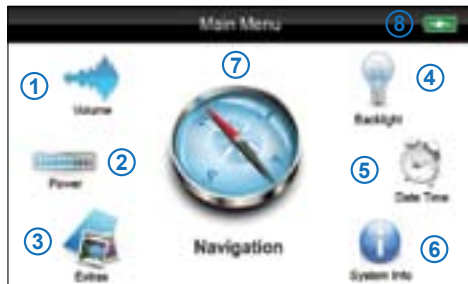 Main Menu
8
1
Volume
7
4
Backlight
2
Power
5
Date Time
3
Extras
Navigation
6
System Info